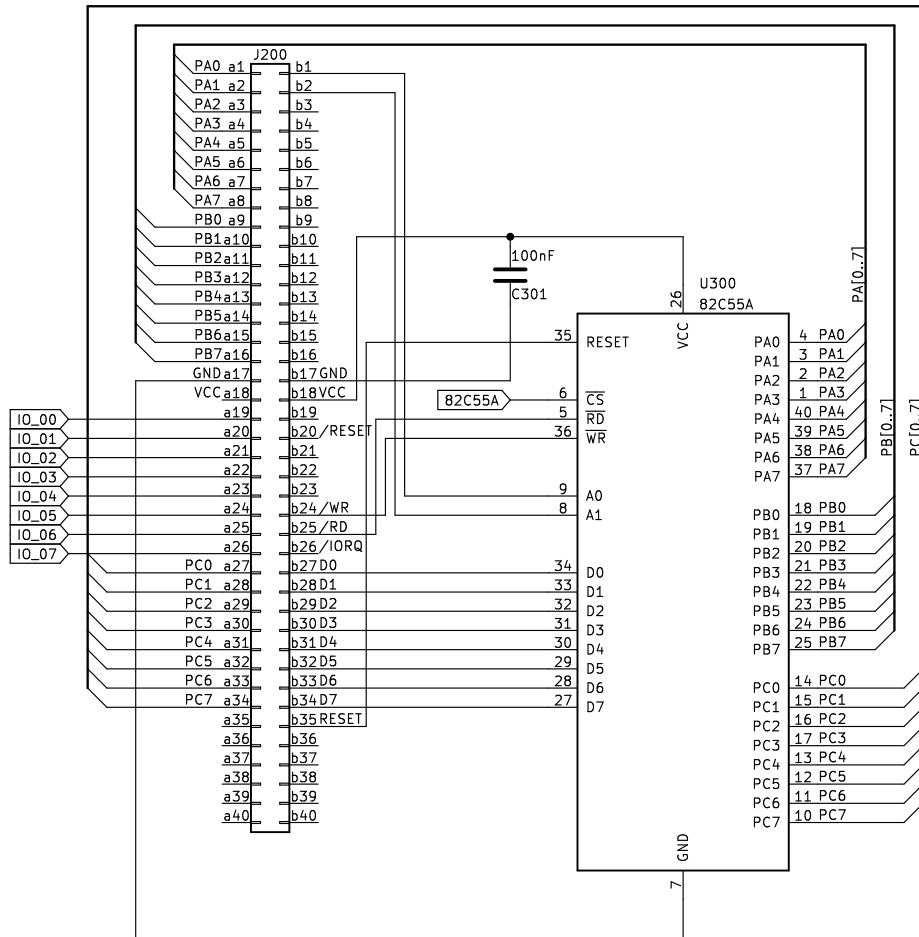 J200
PA0 a1 b1
PA1 a2 b2
PA2 a3 b3
PA3 a4 b4
PA4 a5 b5
PA5 a6 b6
PA6 a7 b7
PA7 a8 b8
PB0 a9 b9
PB1 a10 b10
PB2 a11 b11
PB3 a12 b12
PB4 a13 b13
PB5 a14 b14
PB6 a15 b15
PB7 a16 b16
GND a17 b17 GND
VCC a18 b18 VCC
IO_00 a19 b19
IO_01 a20 b20 /RESET
IO_02 a21 b21
IO_03 a22 b22
IO_04 a23 b23
IO_05 a24 b24 /WR
IO_06 a25 b25 /RD
IO_07 a26 b26 /IORQ
PC0 a27 b27 D0
PC1 a28 b28 D1
PC2 a29 b29 D2
PC3 a30 b30 D3
PC4 a31 b31 D4
PC5 a32 b32 D5
PC6 a33 b33 D6
PC7 a34 b34 D7
a35 b35 RESET
a36 b36
a37 b37
a38 b38
a39 b39
a40 b40
100nF
C301
U300
82C55A
26 VCC
35 RESET
82C55A
6 CS
5 RD
36 WR
9 A0
8 A1
34 D0
33 D1
32 D2
31 D3
30 D4
29 D5
28 D6
27 D7
PA0 4 PA0
PA1 3 PA1
PA2 2 PA2
PA3 1 PA3
PA4 40 PA4
PA5 39 PA5
PA6 38 PA6
PA7 37 PA7
PB0 18 PB0
PB1 19 PB1
PB2 20 PB2
PB3 21 PB3
PB4 22 PB4
PB5 23 PB5
PB6 24 PB6
PB7 25 PB7
PC0 14 PC0
PC1 15 PC1
PC2 16 PC2
PC3 17 PC3
PC4 13 PC4
PC5 12 PC5
PC6 11 PC6
PC7 10 PC7
GND
7
PA[0..7]
PB[0..7]
PC[0..7]